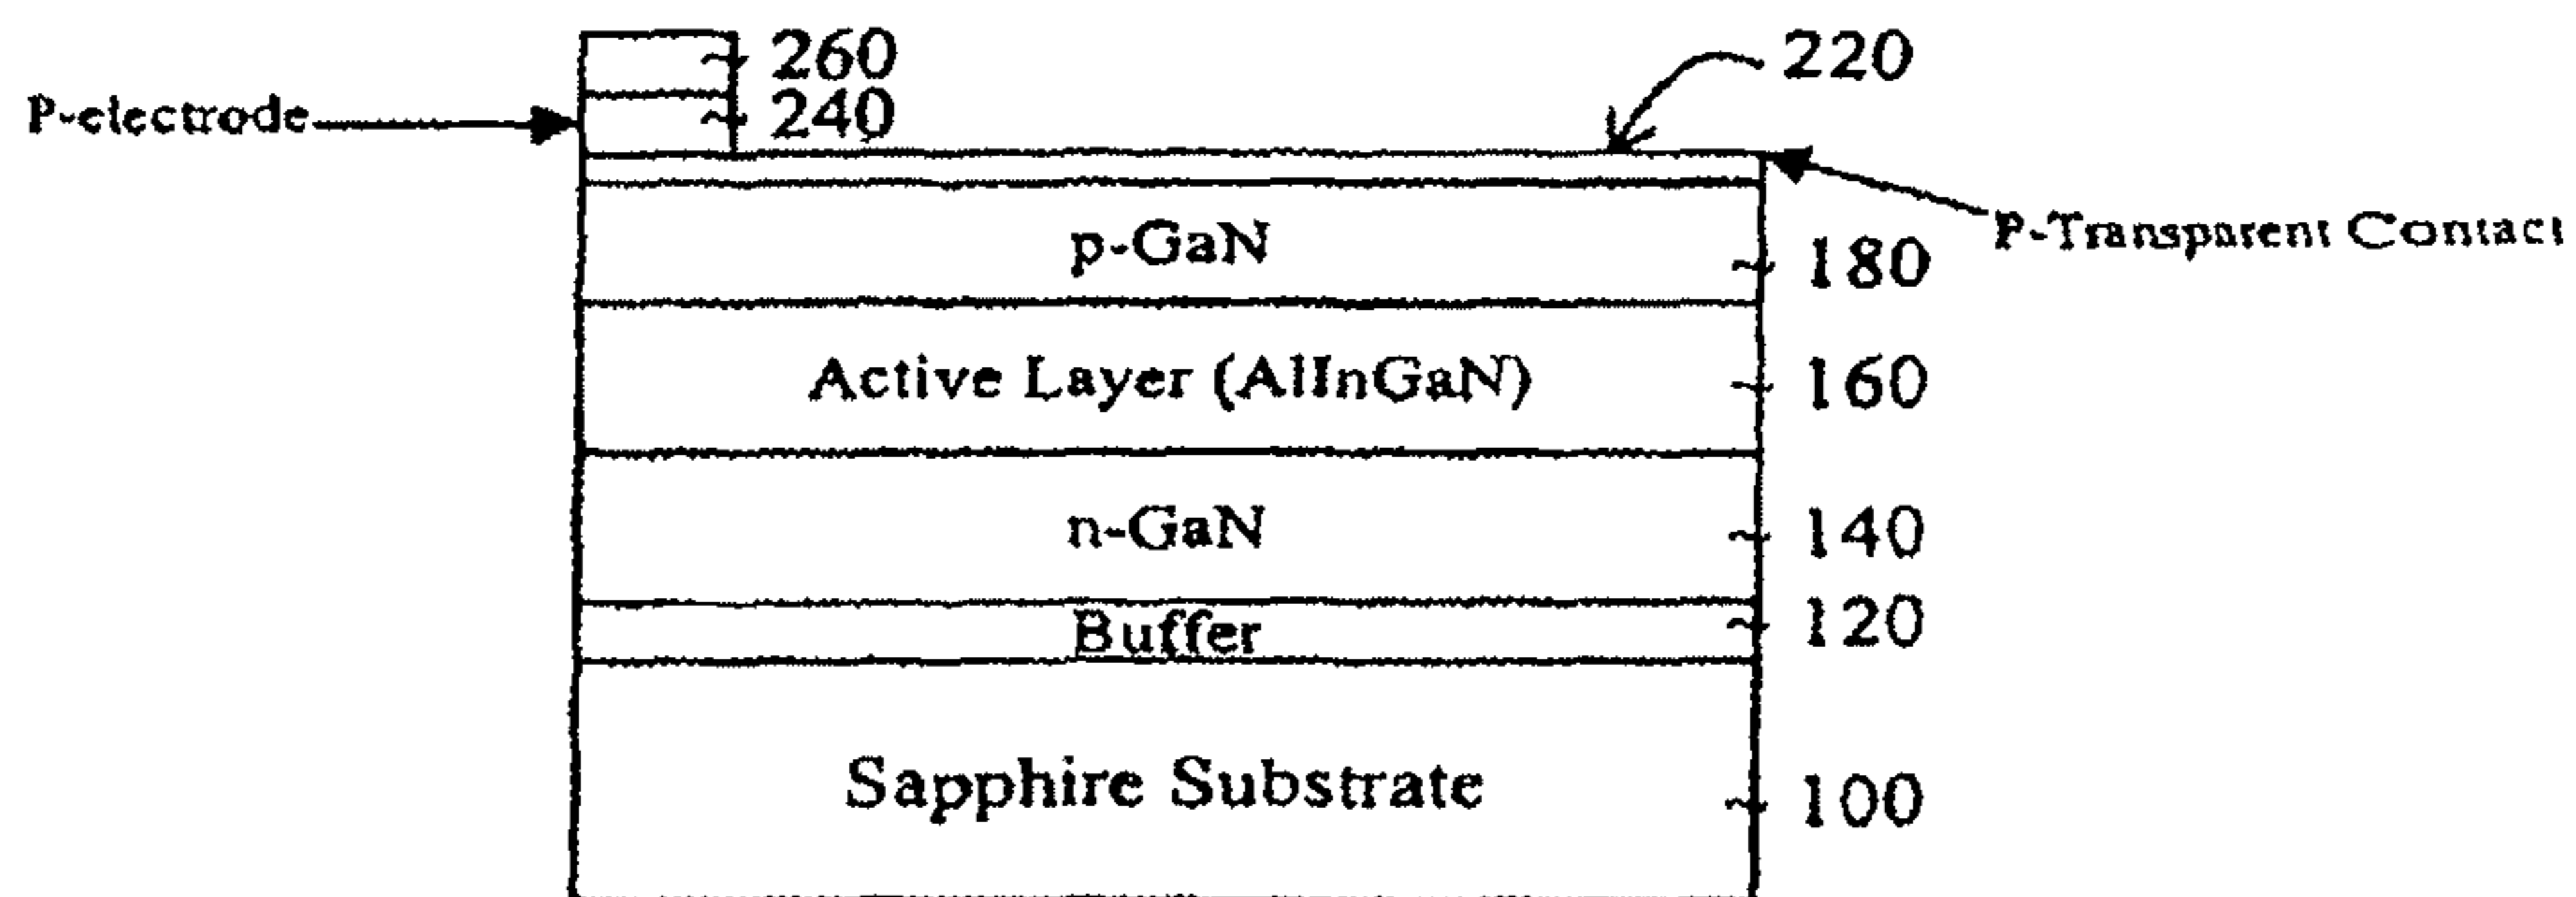 260
220
P-electrode
240
p-GaN
180
P-Transparent Contact
Active Layer (AlInGaN)
160
n-GaN
140
Buffer
120
Sapphire Substrate
100